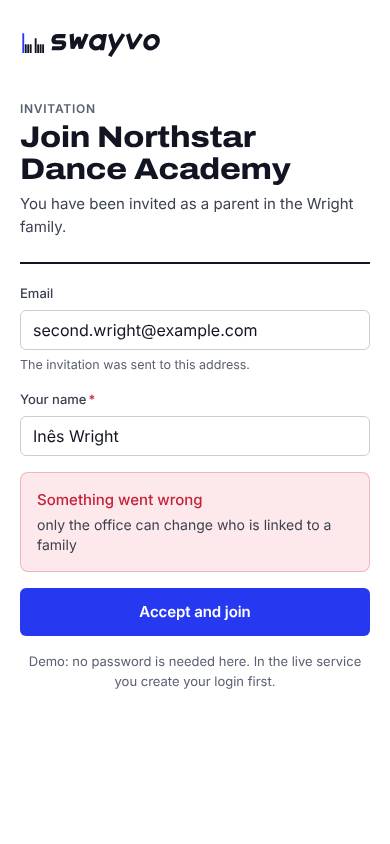 swayvo
INVITATION
Join Northstar
Dance Academy
You have been invited as a parent in the Wright
family.
Email
second.wright@example.com
The invitation was sent to this address.
Your name *
Inês Wright
Something went wrong
only the office can change who is linked to a
family
Accept and join
Demo: no password is needed here. In the live service
you create your login first.